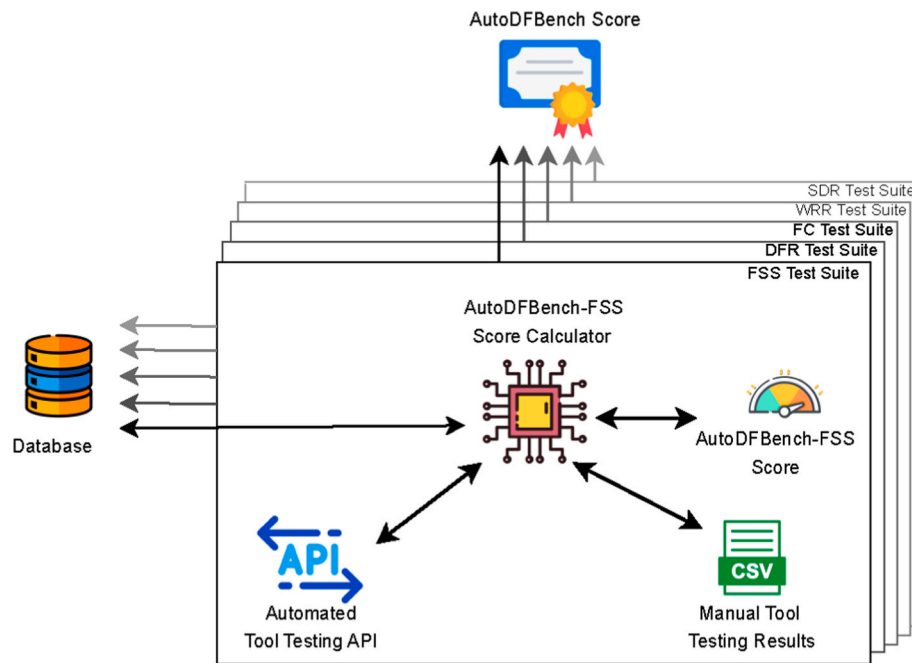 AutoDFBench Score
SDR Test Suite
WRR Test Suite
FC Test Suite
DFR Test Suite
FSS Test Suite
AutoDFBench-FSS
Score Calculator
Database
AutoDFBench-FSS
Score
API
CSV
Automated
Tool Testing API
Manual Tool
Testing Results